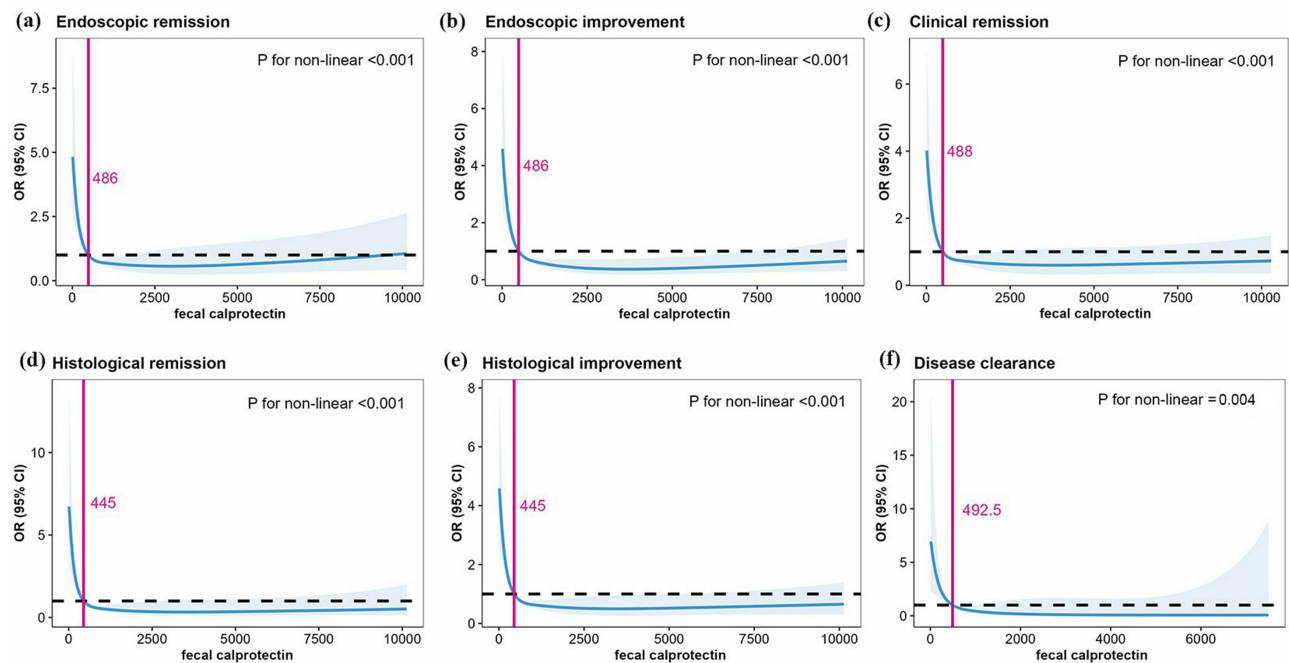 (a) Endoscopic remission
P for non-linear <0.001
OR (95% CI)
7.5
5.0
2.5
0.0
486
0 2500 5000 7500 10000
fecal calprotectin
(b) Endoscopic improvement
P for non-linear <0.001
OR (95% CI)
8
6
4
2
0
486
0 2500 5000 7500 10000
fecal calprotectin
(c) Clinical remission
P for non-linear <0.001
OR (95% CI)
6
4
2
0
488
0 2500 5000 7500 10000
fecal calprotectin
(d) Histological remission
P for non-linear <0.001
OR (95% CI)
10
5
0
445
0 2500 5000 7500 10000
fecal calprotectin
(e) Histological improvement
P for non-linear <0.001
OR (95% CI)
8
6
4
2
0
445
0 2500 5000 7500 10000
fecal calprotectin
(f) Disease clearance
P for non-linear = 0.004
OR (95% CI)
20
15
10
5
0
492.5
0 2000 4000 6000
fecal calprotectin